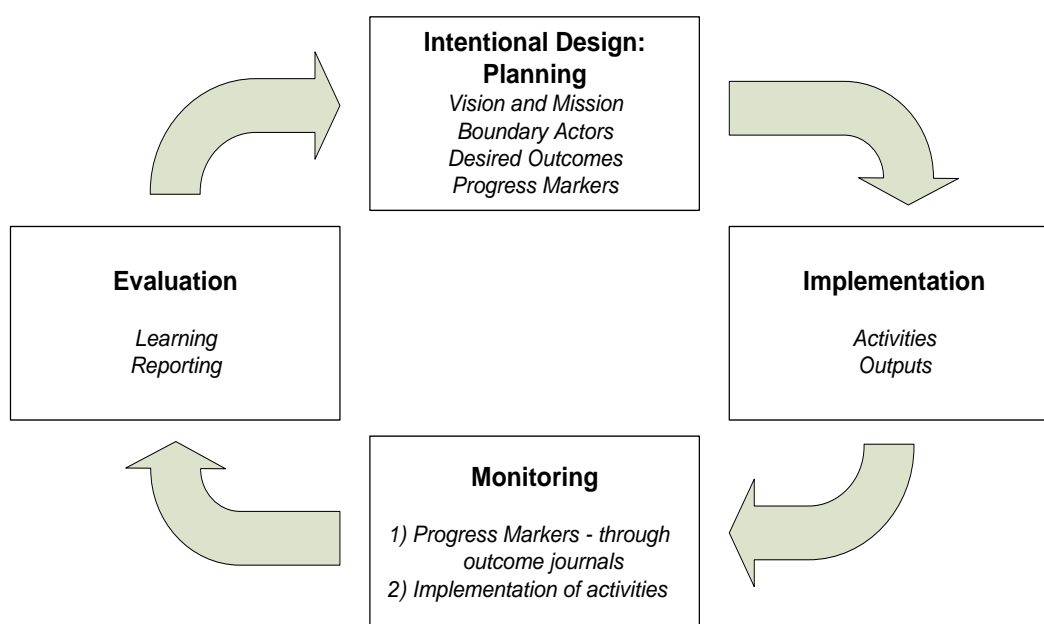 Intentional Design:
Planning
Vision and Mission
Boundary Actors
Desired Outcomes
Progress Markers
Evaluation
Learning
Reporting
Implementation
Activities
Outputs
Monitoring
1) Progress Markers - through
outcome journals
2) Implementation of activities